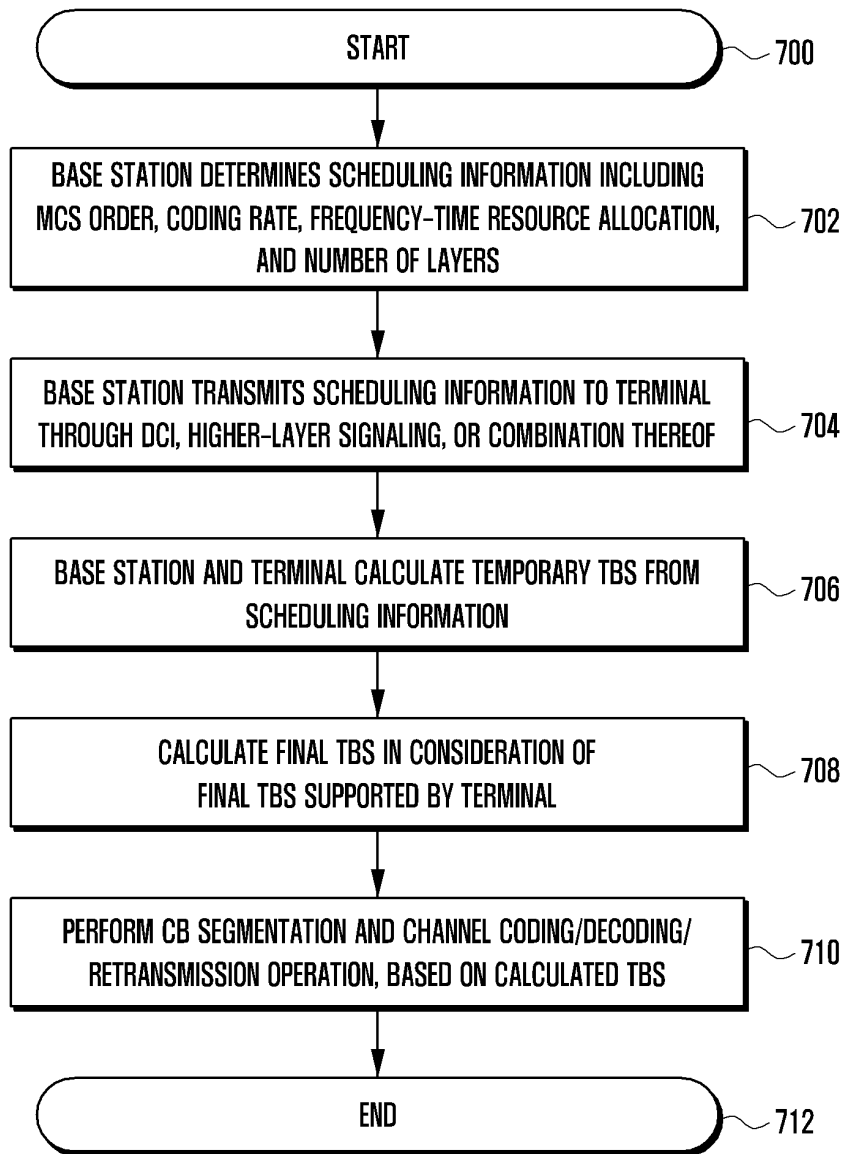 START
700
BASE STATION DETERMINES SCHEDULING INFORMATION INCLUDING
MCS ORDER, CODING RATE, FREQUENCY-TIME RESOURCE ALLOCATION,
AND NUMBER OF LAYERS
702
BASE STATION TRANSMITS SCHEDULING INFORMATION TO TERMINAL
THROUGH DCI, HIGHER-LAYER SIGNALING, OR COMBINATION THEREOF
704
BASE STATION AND TERMINAL CALCULATE TEMPORARY TBS FROM
SCHEDULING INFORMATION
706
CALCULATE FINAL TBS IN CONSIDERATION OF
FINAL TBS SUPPORTED BY TERMINAL
708
PERFORM CB SEGMENTATION AND CHANNEL CODING/DECODING/
RETRANSMISSION OPERATION, BASED ON CALCULATED TBS
710
END
712